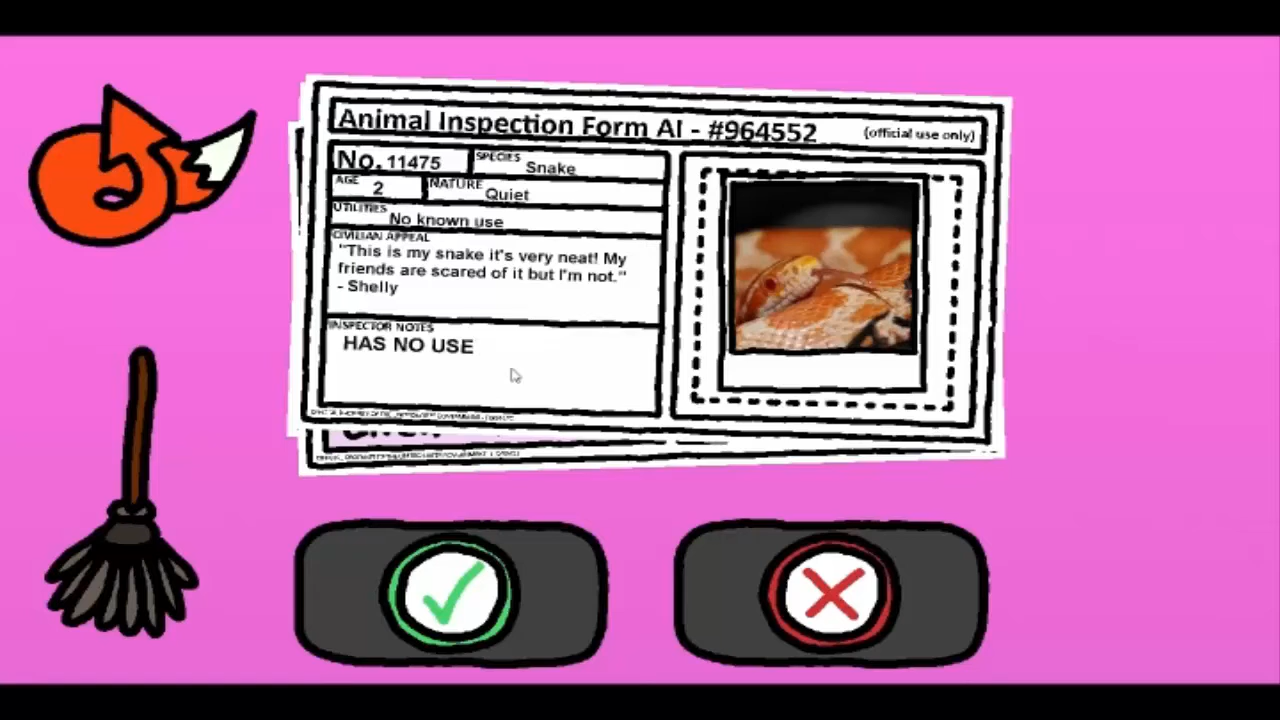 Animal Inspection Form AI - #964552 (official use only)
No. 11475 SPECIES Snake
AGE 2 NATURE Quiet
UTILITIES No known use
CIVILIAN APPEAL
"This is my snake it's very neat! My
friends are scared of it but I'm not."
- Shelly
INSPECTOR NOTES
HAS NO USE